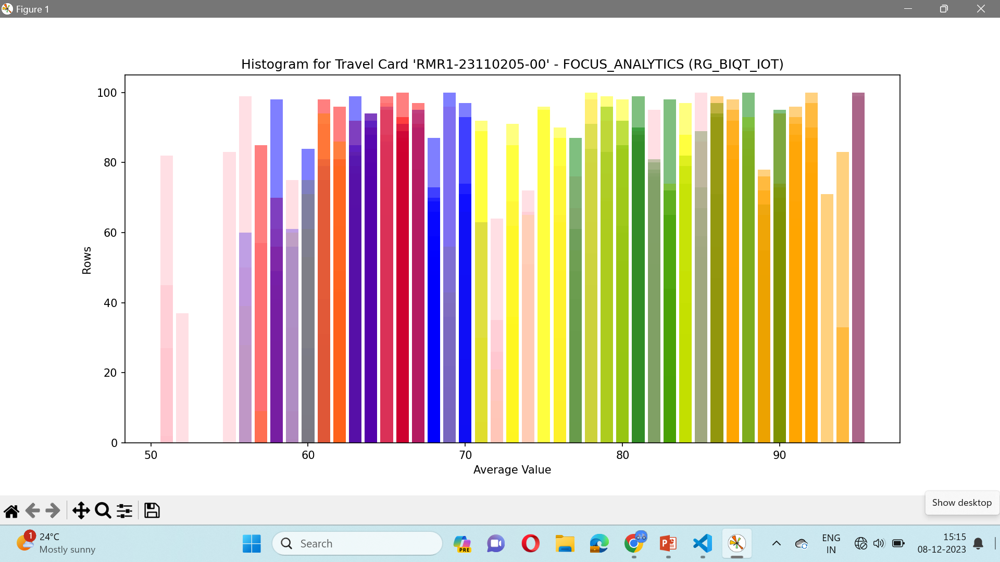 Figure 1
Histogram for Travel Card 'RMR1-23110205-00' - FOCUS_ANALYTICS (RG_BIQT_IOT)
100
80
60
40
20
0
Rows
50 60 70 80 90
Average Value
Show desktop
1
24°C
Mostly sunny
Search
PRE
ENG
IN
15:15
08-12-2023